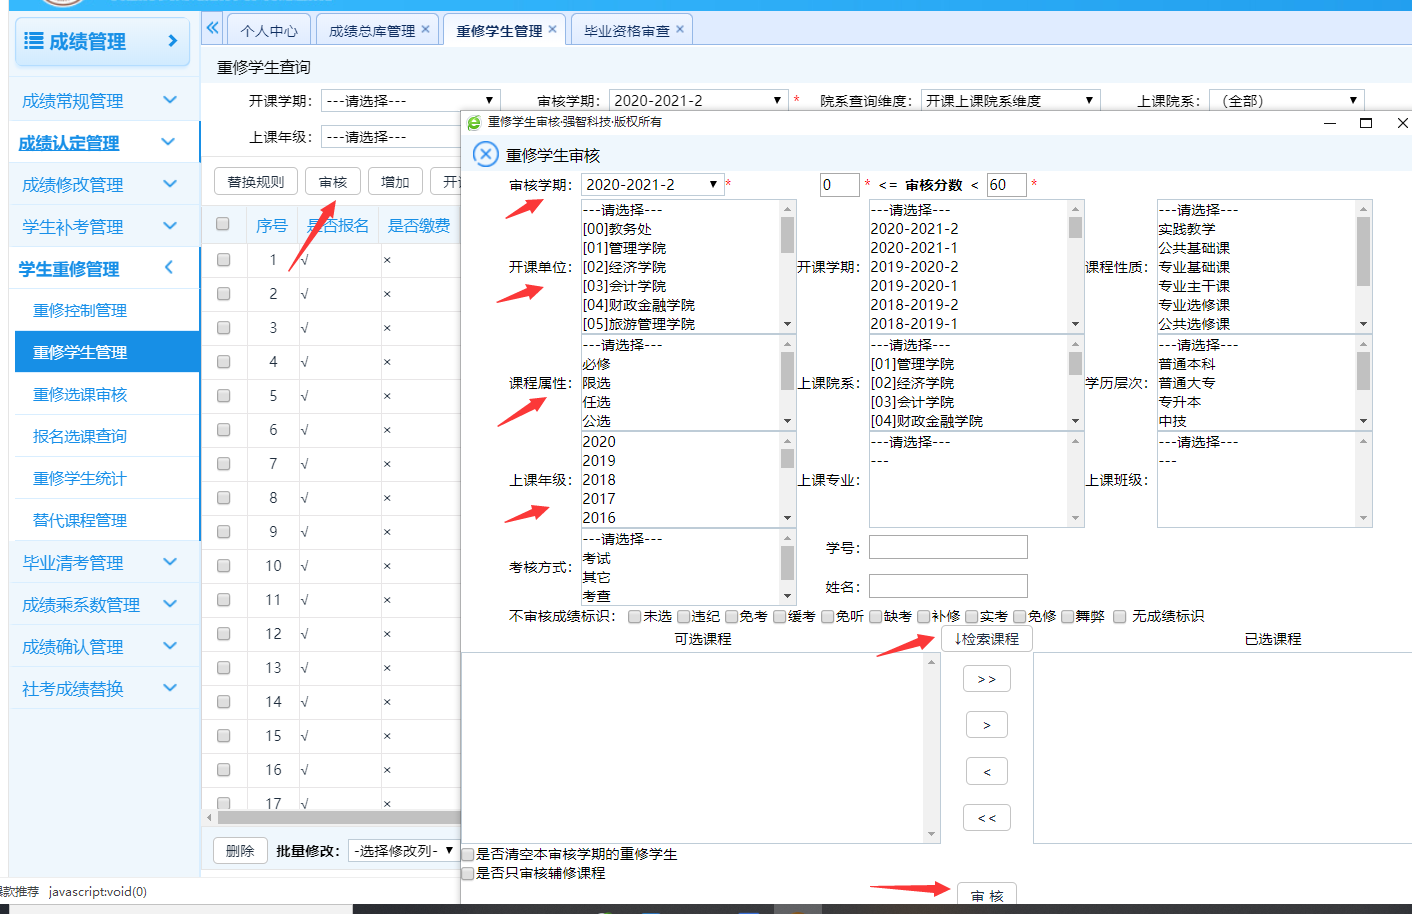 成绩管理
个人中心 成绩总库管理 × 重修学生管理 × 毕业资格审查 ×
重修学生查询
开课学期： ---请选择--- 审核学期： 2020-2021-2 * 院系查询维度： 开课上课院系维度 上课院系： （全部）
上课年级： ---请选择---
替换规则 审核 增加
序号 是否报名 是否缴费
1 √ ×
2 √ ×
3 √ ×
4 √ ×
5 √ ×
6 √ ×
7 √ ×
8 √ ×
9 √ ×
10 √ ×
11 √ ×
12 √ ×
13 √ ×
14 √ ×
15 √ ×
16 √ ×
17 √ ×
删除 批量修改： -选择修改列-
成绩常规管理
成绩认定管理
成绩修改管理
学生补考管理
学生重修管理
重修控制管理
重修学生管理
重修选课审核
报名选课查询
重修学生统计
替代课程管理
毕业清考管理
成绩乘系数管理
成绩确认管理
社考成绩替换
款推荐 javascript:void(0)
重修学生审核·强智科技·版权所有
重修学生审核
审核学期： 2020-2021-2 * 0 * <= 审核分数 < 60 *
开课单位：
---请选择---
[00]教务处
[01]管理学院
[02]经济学院
[03]会计学院
[04]财政金融学院
[05]旅游管理学院
开课学期：
---请选择---
2020-2021-2
2020-2021-1
2019-2020-2
2019-2020-1
2018-2019-2
2018-2019-1
课程性质：
---请选择---
实践教学
公共基础课
专业基础课
专业主干课
专业选修课
公共选修课
课程属性：
---请选择---
必修
限选
任选
公选
上课院系：
---请选择---
[01]管理学院
[02]经济学院
[03]会计学院
[04]财政金融学院
学历层次：
---请选择---
普通本科
普通大专
专升本
中技
上课年级：
2020
2019
2018
2017
2016
上课专业：
---请选择---
---
上课班级：
---请选择---
---
考核方式：
---请选择---
考试
其它
考查
学号：
姓名：
不审核成绩标识： 未选 违纪 免考 缓考 免听 缺考 补修 实考 免修 舞弊 无成绩标识
可选课程 ↓检索课程 已选课程
>>
>
<
<<
是否清空本审核学期的重修学生
是否只审核辅修课程
审 核